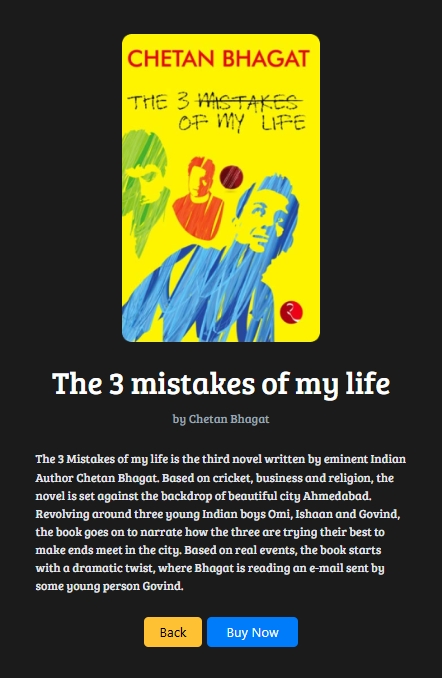 CHETAN BHAGAT
THE 3 MISTAKES
OF MY LIFE
The 3 mistakes of my life
by Chetan Bhagat
The 3 Mistakes of my life is the third novel written by eminent Indian
Author Chetan Bhagat. Based on cricket, business and religion, the
novel is set against the backdrop of beautiful city Ahmedabad.
Revolving around three young Indian boys Omi, Ishaan and Govind,
the book goes on to narrate how the three are trying their best to
make ends meet in the city. Based on real events, the book starts
with a dramatic twist, where Bhagat is reading an e-mail sent by
some young person Govind.
Back
Buy Now